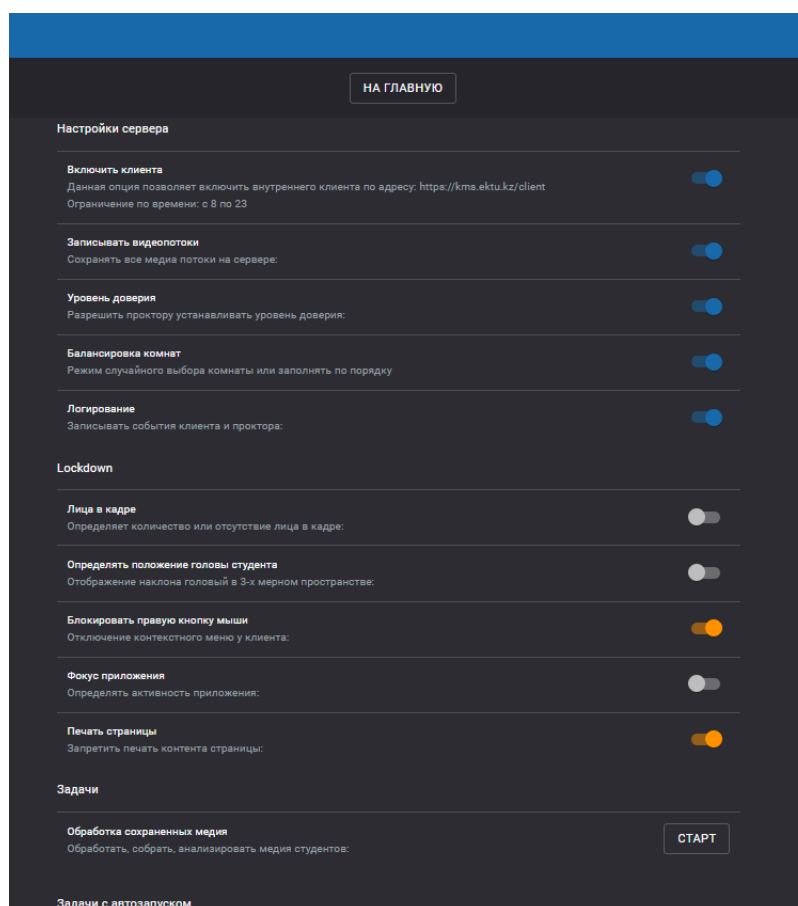 НА ГЛАВНУЮ
Настройки сервера
Включить клиента
Данная опция позволяет включить внутреннего клиента по адресу: https://kms.ektu.kz/client
Ограничение по времени: с 8 по 23
Записывать видеопотоки
Сохранять все медиа потоки на сервере:
Уровень доверия
Разрешить проктору устанавливать уровень доверия:
Балансировка комнат
Режим случайного выбора комнаты или заполнять по порядку
Логирование
Записывать события клиента и проктора:
Lockdown
Лица в кадре
Определяет количество или отсутствие лица в кадре:
Определять положение головы студента
Отображение наклона головый в 3-х мерном пространстве:
Блокировать правую кнопку мыши
Отключение контекстного меню у клиента:
Фокус приложения
Определять активность приложения:
Печать страницы
Запретить печать контента страницы:
Задачи
Обработка сохраненных медия
Обработать, собрать, анализировать медия студентов:
СТАРТ
Задачи с автозапуском